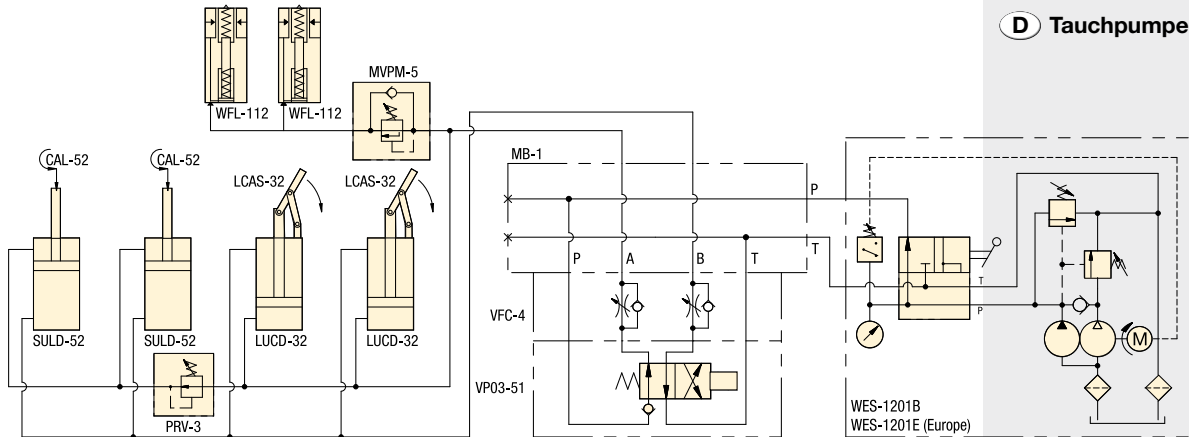 D Tauchpumpe
WFL-112 WFL-112
MVPM-5
CAL-52 CAL-52
LCAS-32 LCAS-32
MB-1
P
T
P A B T
T
P
SULD-52 SULD-52 LUCD-32 LUCD-32
VFC-4
M
VP03-51
PRV-3
WES-1201B
WES-1201E (Europe)